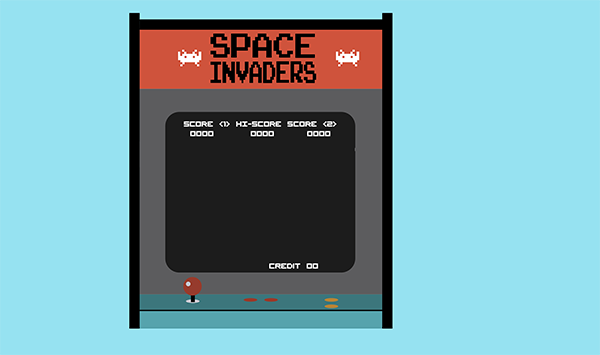 SPACE
INVADERS
SCORE <1> HI-SCORE SCORE <2>
0000 0000 0000
CREDIT 00